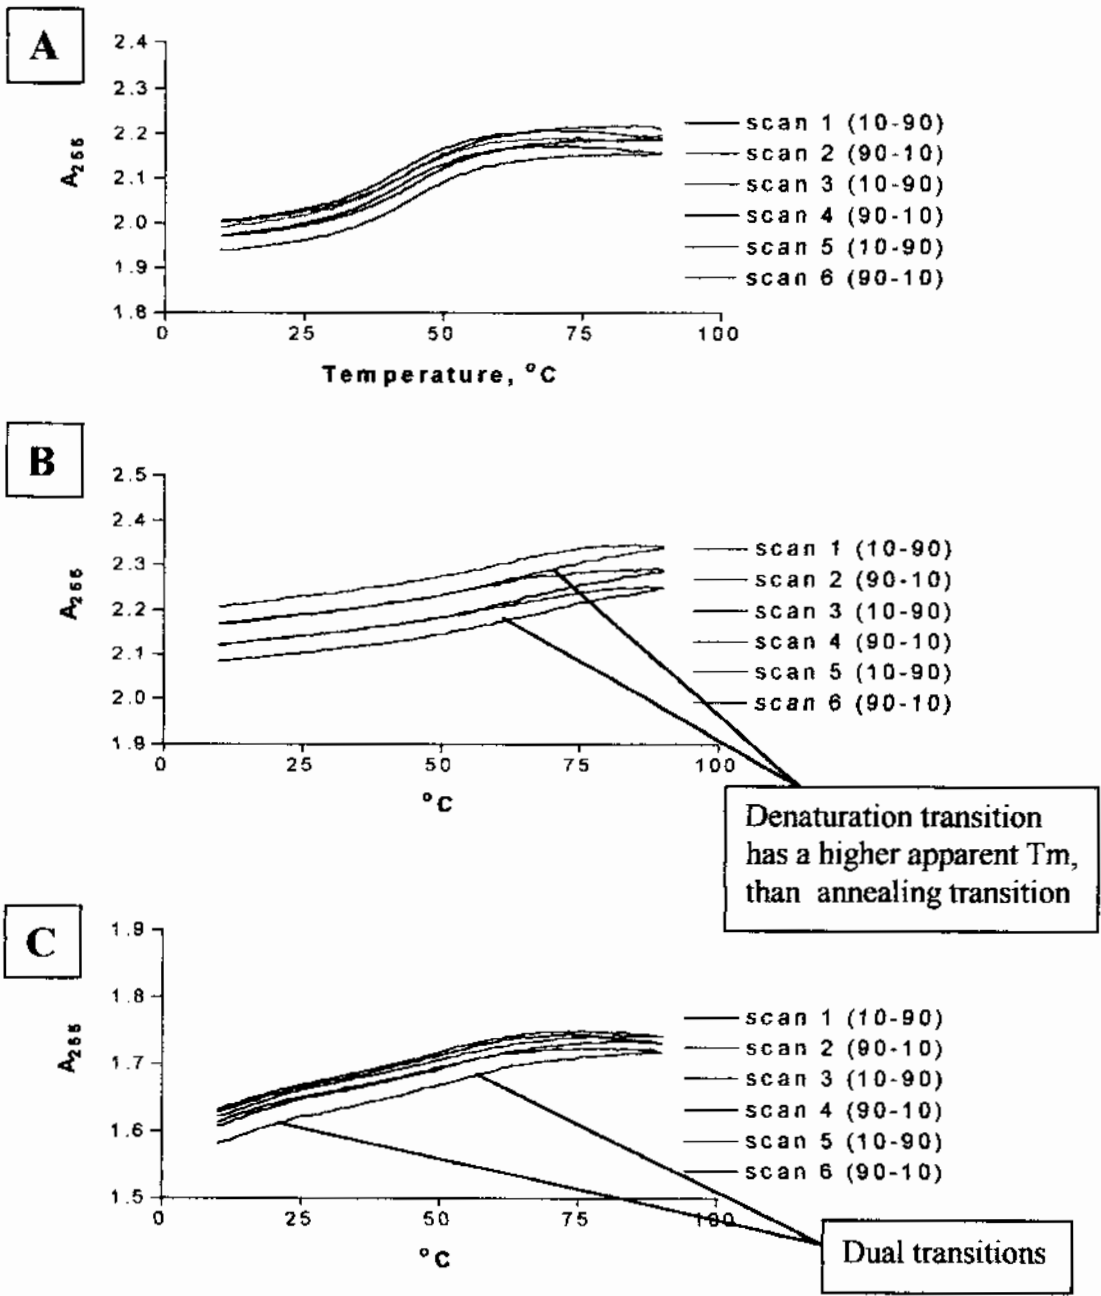 A
2.4
2.3
2.2
2.1
2.0
1.9
1.8
A255
0 25 50 75 100
Temperature, °C
scan 1 (10-90)
scan 2 (90-10)
scan 3 (10-90)
scan 4 (90-10)
scan 5 (10-90)
scan 6 (90-10)
B
2.5
2.4
2.3
2.2
2.1
2.0
1.9
A255
0 25 50 75 100
°C
scan 1 (10-90)
scan 2 (90-10)
scan 3 (10-90)
scan 4 (90-10)
scan 5 (10-90)
scan 6 (90-10)
Denaturation transition
has a higher apparent Tm,
than annealing transition
C
1.9
1.8
1.7
1.6
1.5
A255
0 25 50 75 100
°C
scan 1 (10-90)
scan 2 (90-10)
scan 3 (10-90)
scan 4 (90-10)
scan 5 (10-90)
scan 6 (90-10)
Dual transitions